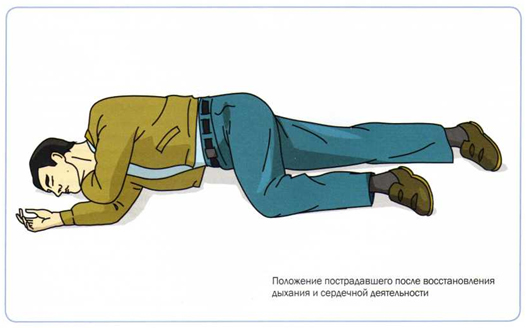 Положение пострадавшего после восстановления
дыхания и сердечной деятельности